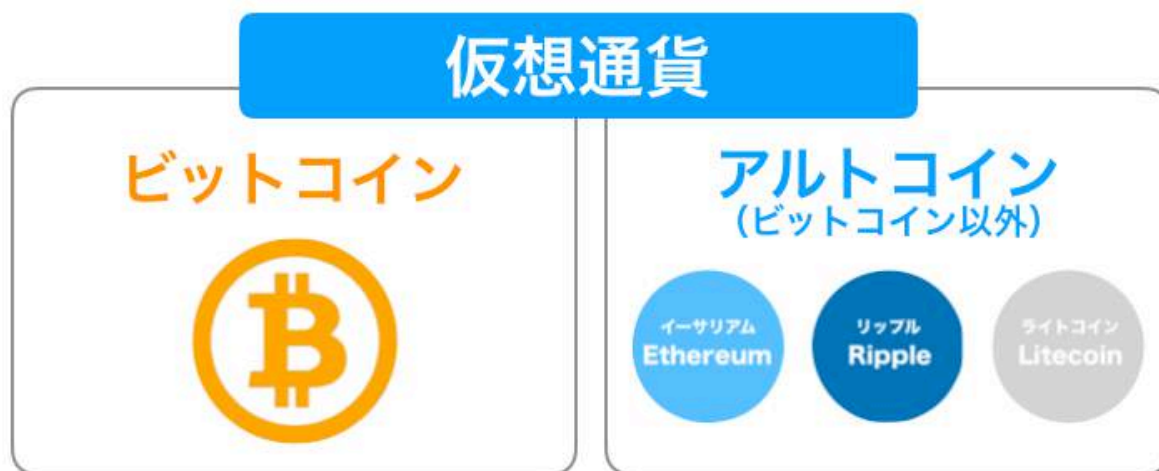 仮想通貨
ビットコイン
アルトコイン
（ビットコイン以外）
イーサリアム
Ethereum
リップル
Ripple
ライトコイン
Litecoin